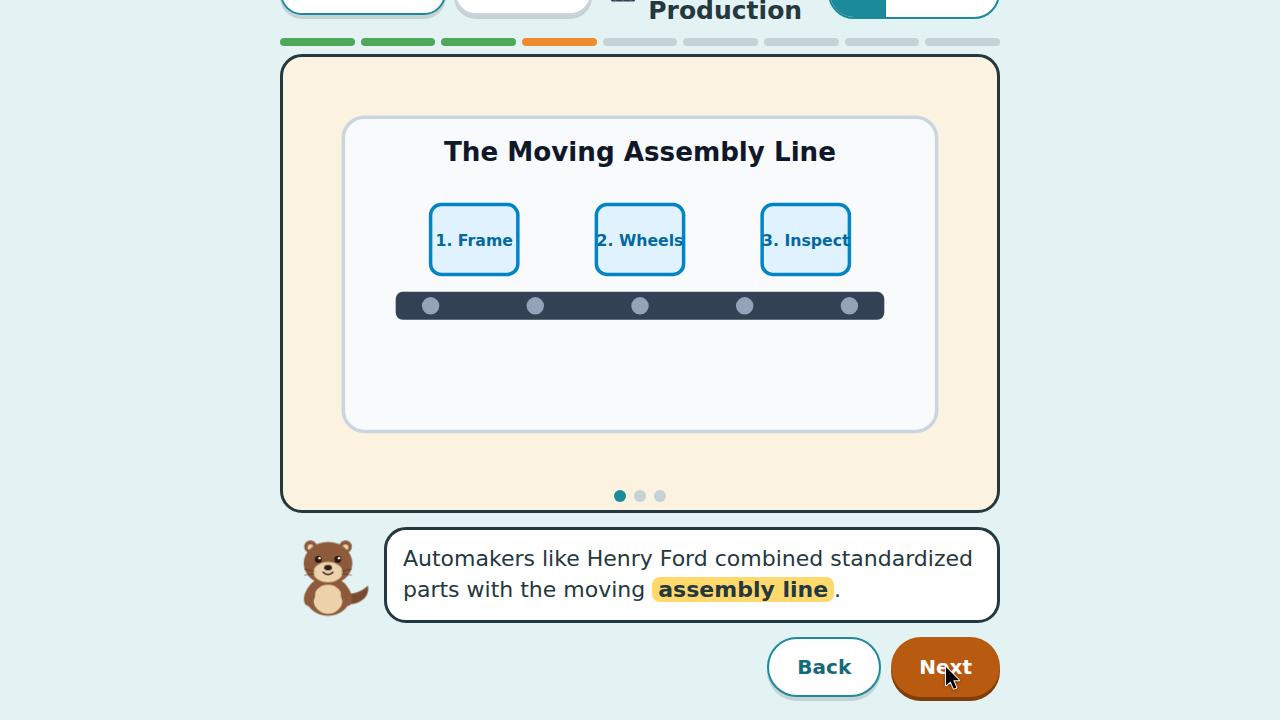 Production
The Moving Assembly Line
1. Frame
2. Wheels
3. Inspect
Automakers like Henry Ford combined standardized
parts with the moving assembly line.
Back
Next